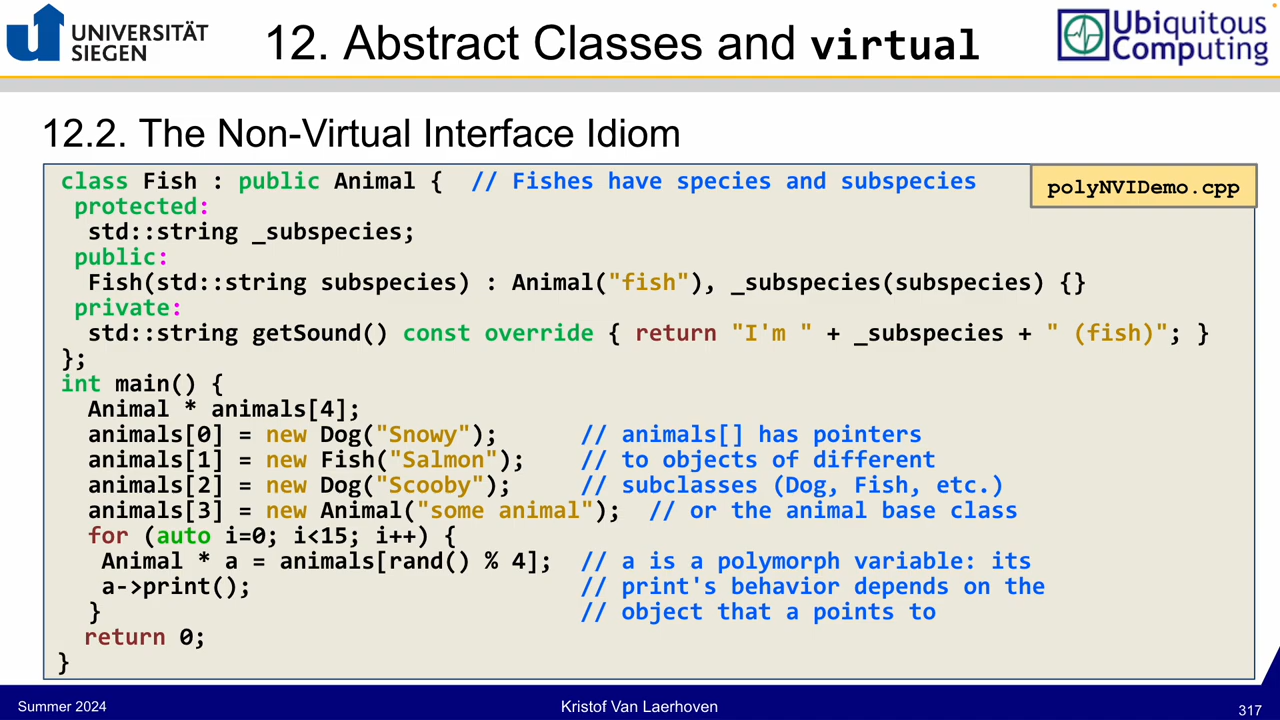 UNIVERSITÄT
SIEGEN
12. Abstract Classes and virtual
Ubiquitous
Computing
12.2. The Non-Virtual Interface Idiom
polyNVIDemo.cpp
class Fish : public Animal {  // Fishes have species and subspecies
 protected:
  std::string _subspecies;
 public:
  Fish(std::string subspecies) : Animal("fish"), _subspecies(subspecies) {}
 private:
  std::string getSound() const override { return "I'm " + _subspecies + " (fish)"; }
};
int main() {
  Animal * animals[4];
  animals[0] = new Dog("Snowy");      // animals[] has pointers
  animals[1] = new Fish("Salmon");    // to objects of different
  animals[2] = new Dog("Scooby");     // subclasses (Dog, Fish, etc.)
  animals[3] = new Animal("some animal");  // or the animal base class
  for (auto i=0; i<15; i++) {
   Animal * a = animals[rand() % 4];  // a is a polymorph variable: its
   a->print();                        // print's behavior depends on the
  }                                   // object that a points to
  return 0;
}
Summer 2024
Kristof Van Laerhoven
317